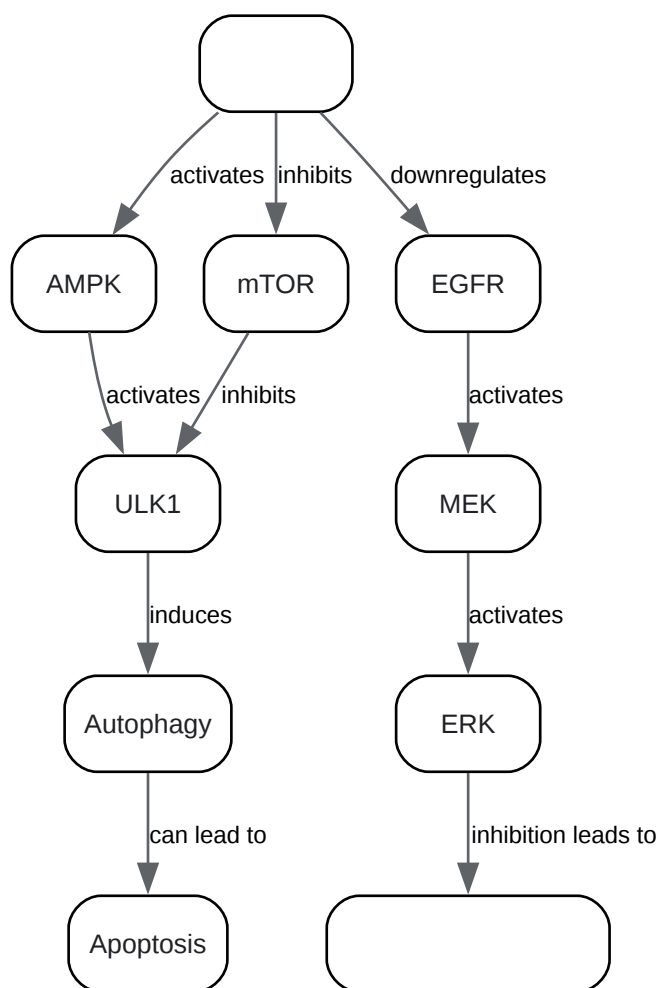 activates
inhibits
downregulates
AMPK
mTOR
EGFR
activates
inhibits
activates
ULK1
MEK
induces
activates
Autophagy
ERK
can lead to
inhibition leads to
Apoptosis